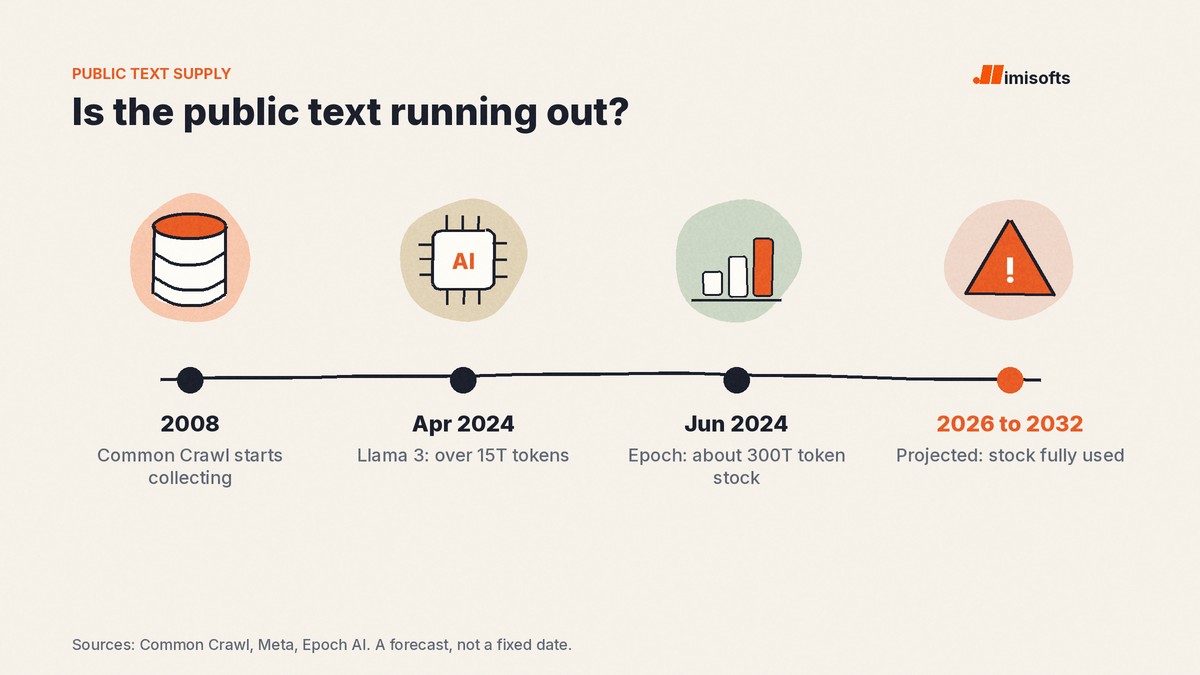 PUBLIC TEXT SUPPLY
Is the public text running out?
imisofts
AI
!
2008
Common Crawl starts
collecting
Apr 2024
Llama 3: over 15T tokens
Jun 2024
Epoch: about 300T token
stock
2026 to 2032
Projected: stock fully used
Sources: Common Crawl, Meta, Epoch AI. A forecast, not a fixed date.